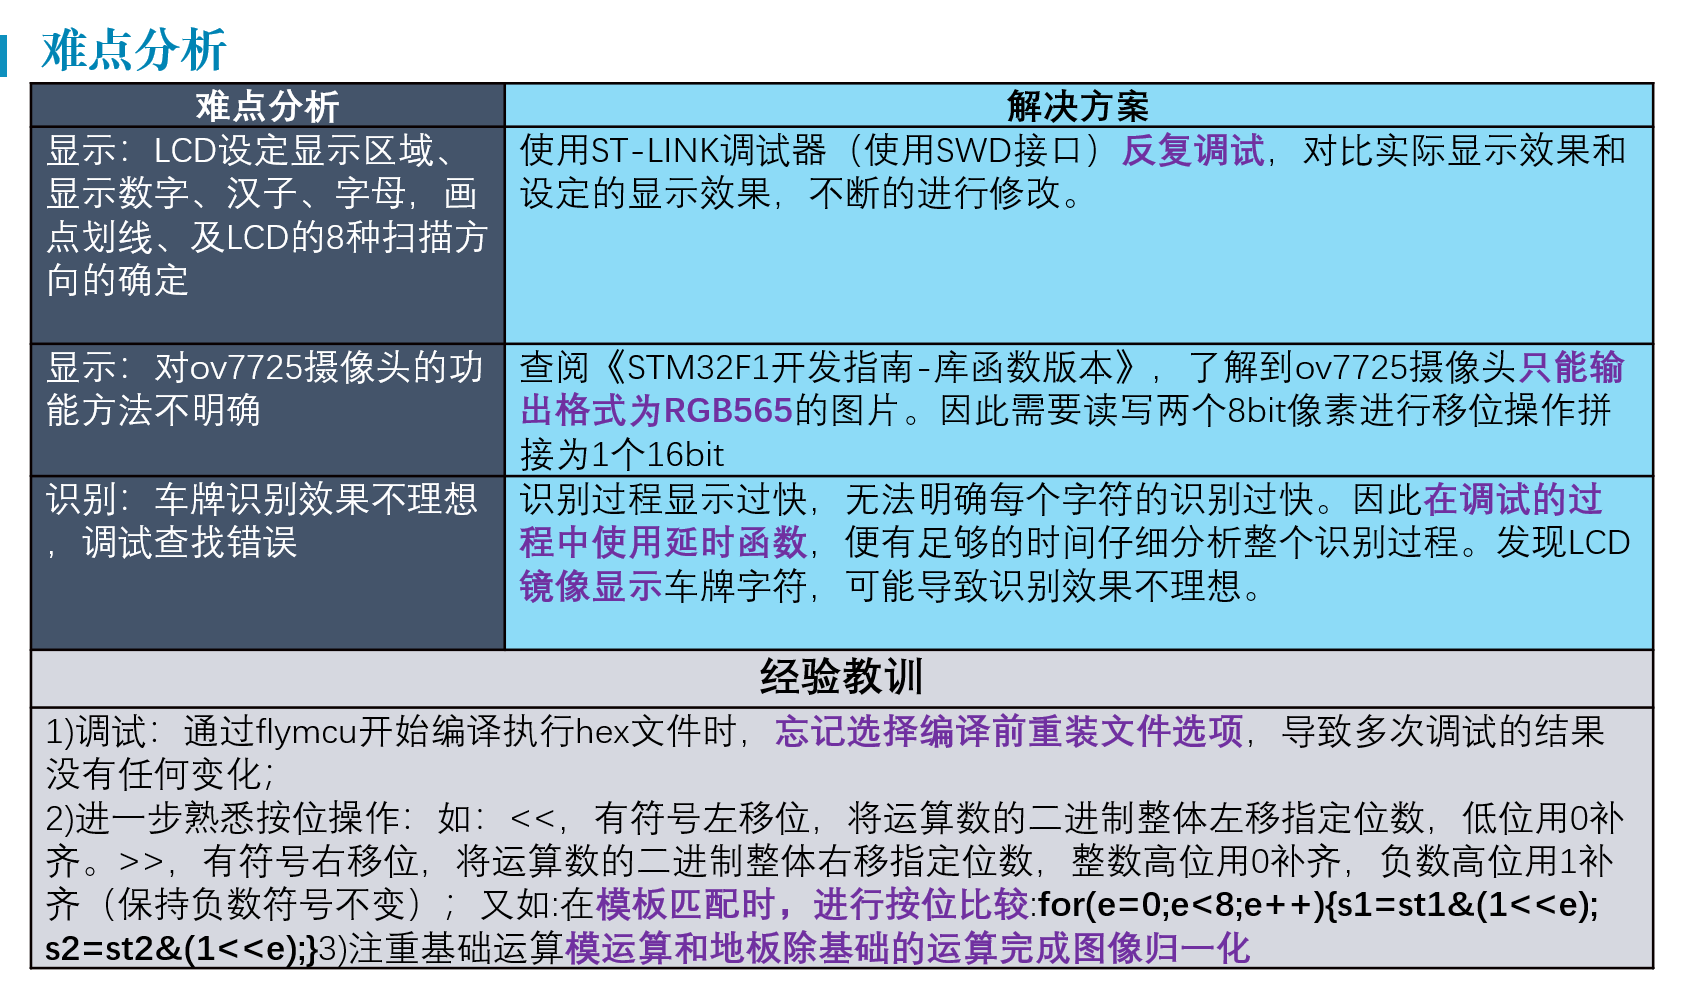 难点分析
难点分析
解决方案
显示：LCD设定显示区域、
显示数字、汉子、字母，画
点划线、及LCD的8种扫描方
向的确定
使用ST-LINK调试器（使用SWD接口）反复调试，对比实际显示效果和
设定的显示效果，不断的进行修改。
显示：对ov7725摄像头的功
能方法不明确
查阅《STM32F1开发指南-库函数版本》，了解到ov7725摄像头只能输
出格式为RGB565的图片。因此需要读写两个8bit像素进行移位操作拼
接为1个16bit
识别：车牌识别效果不理想
，调试查找错误
识别过程显示过快，无法明确每个字符的识别过快。因此在调试的过
程中使用延时函数，便有足够的时间仔细分析整个识别过程。发现LCD
镜像显示车牌字符，可能导致识别效果不理想。
经验教训
1)调试：通过flymcu开始编译执行hex文件时，忘记选择编译前重装文件选项，导致多次调试的结果
没有任何变化；
2)进一步熟悉按位操作：如：<<，有符号左移位，将运算数的二进制整体左移指定位数，低位用0补
齐。>>，有符号右移位，将运算数的二进制整体右移指定位数，整数高位用0补齐，负数高位用1补
齐（保持负数符号不变）；又如:在模板匹配时，进行按位比较:for(e=0;e<8;e++){s1=st1&(1<<e);
s2=st2&(1<<e);}3)注重基础运算模运算和地板除基础的运算完成图像归一化